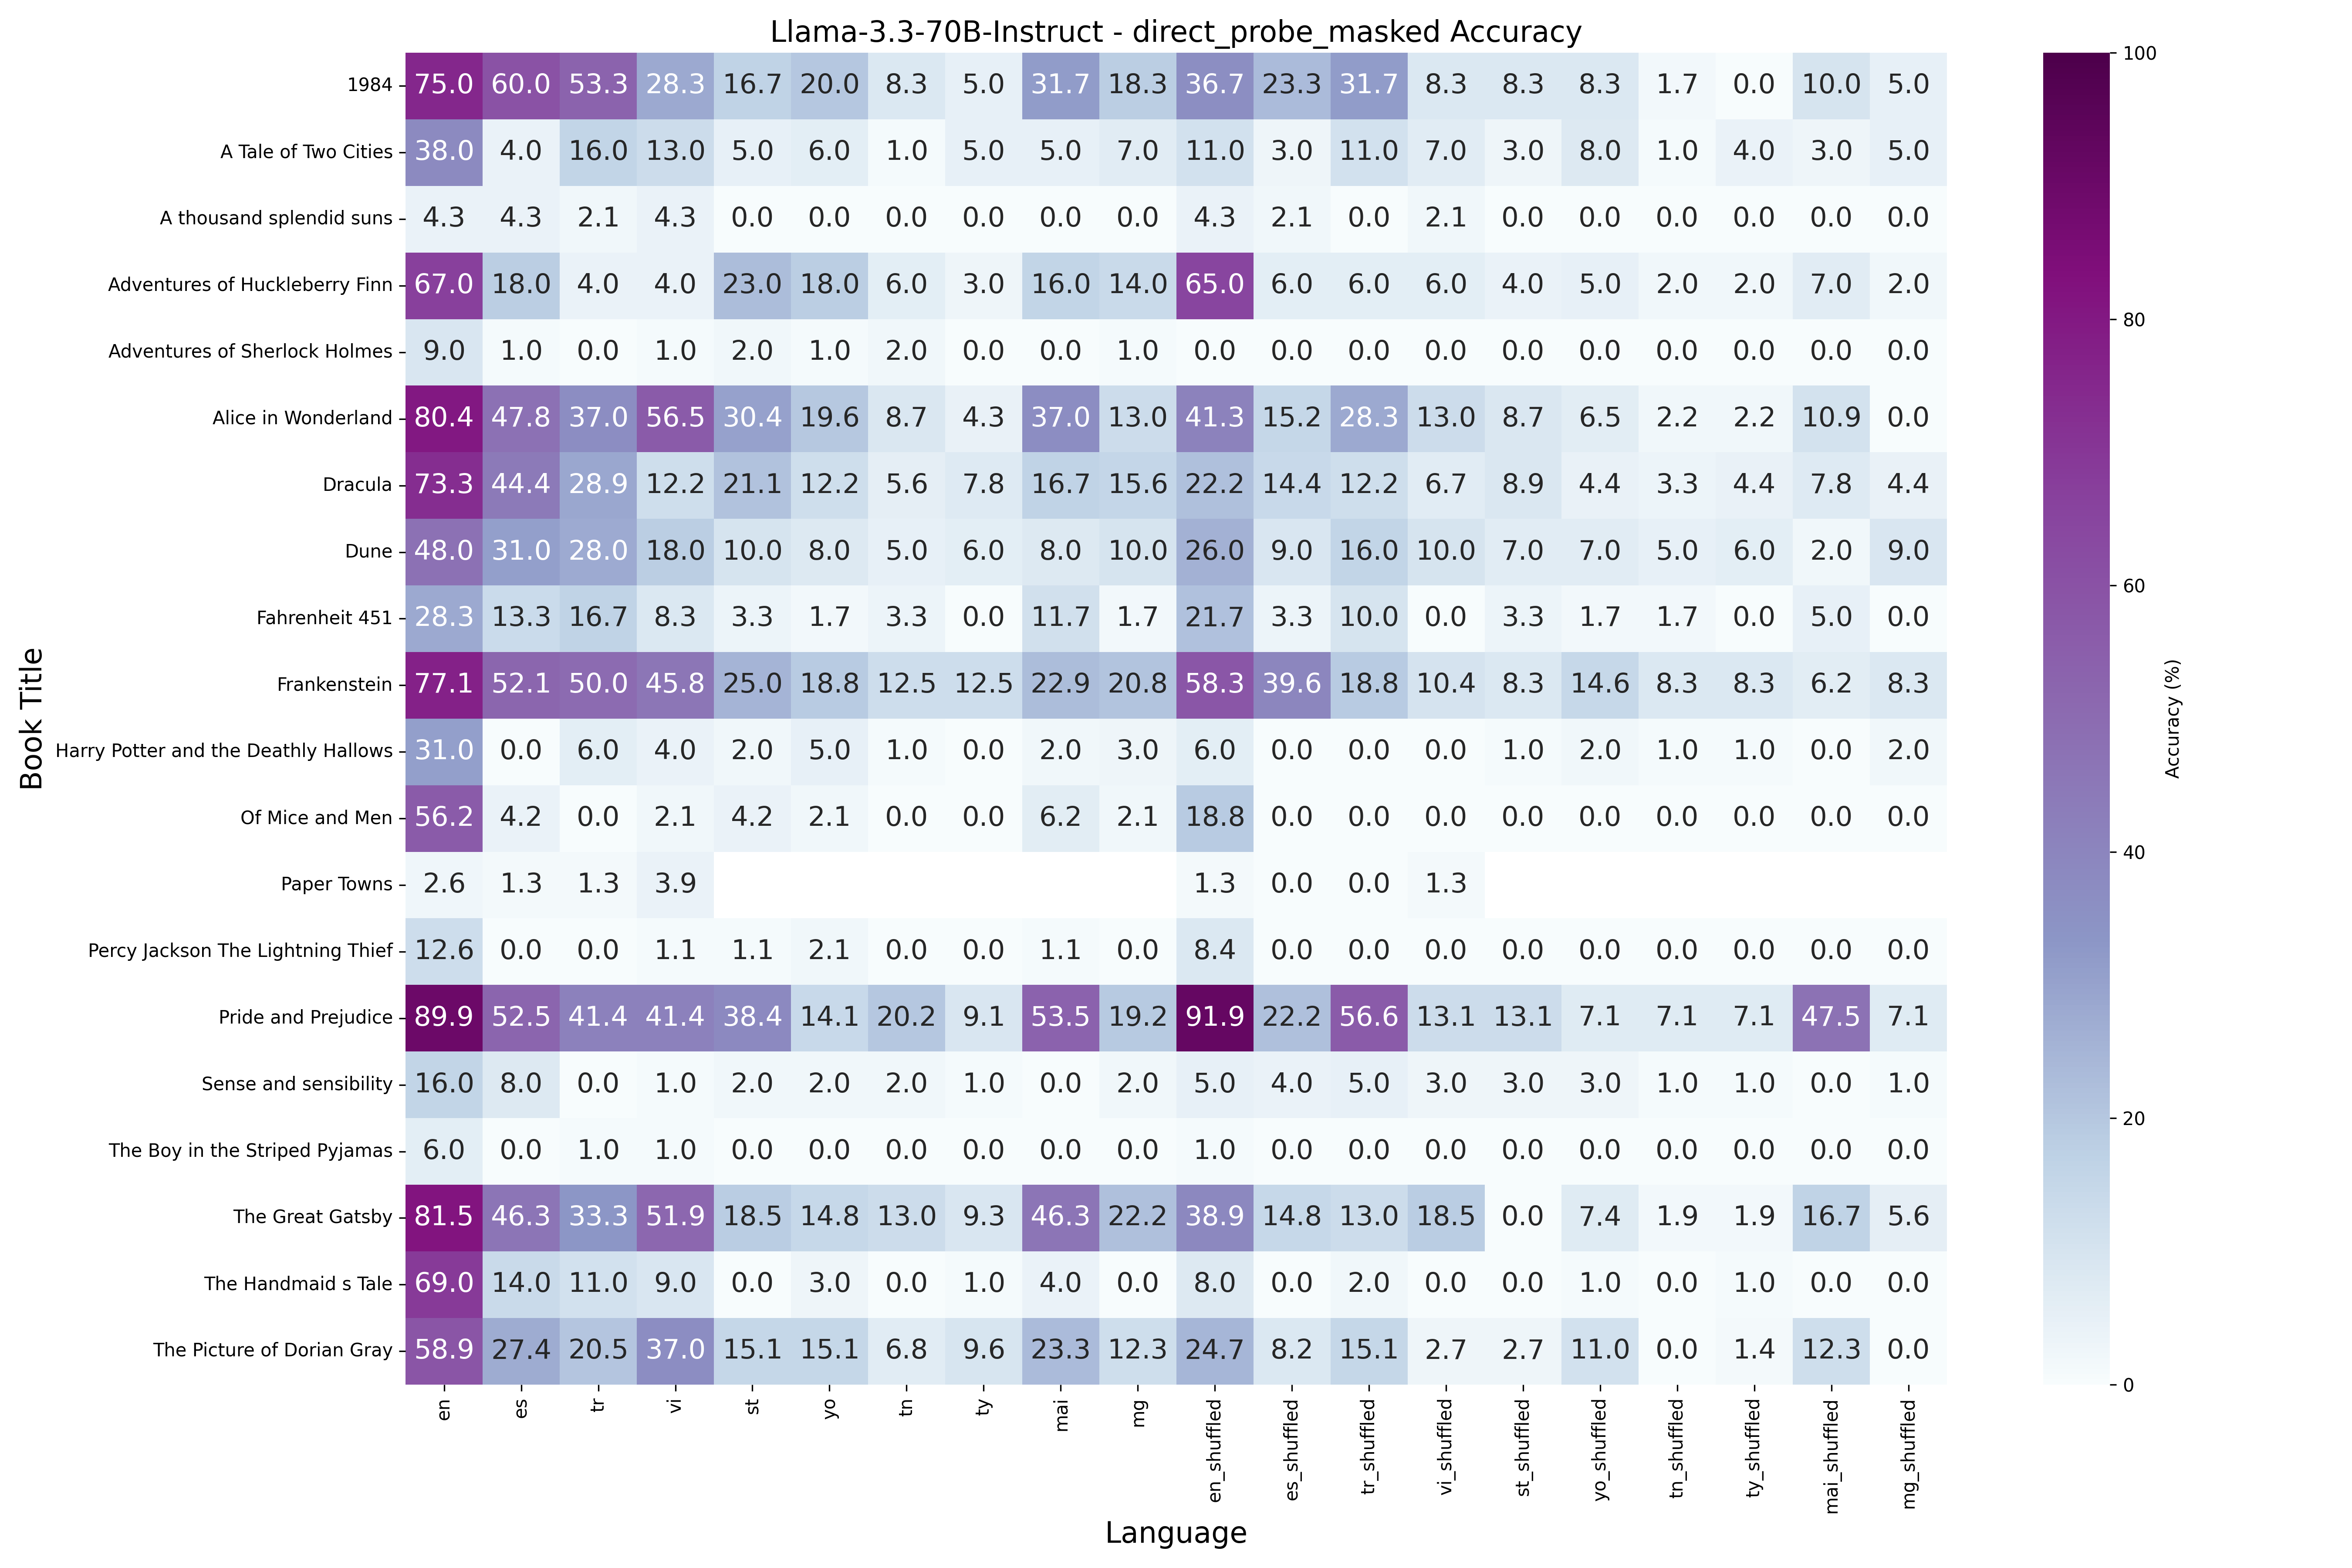 Llama-3.3-70B-Instruct - direct_probe_masked Accuracy
Book Title
1984 75.0 60.0 53.3 28.3 16.7 20.0 8.3 5.0 31.7 18.3 36.7 23.3 31.7 8.3 8.3 8.3 1.7 0.0 10.0 5.0
A Tale of Two Cities 38.0 4.0 16.0 13.0 5.0 6.0 1.0 5.0 5.0 7.0 11.0 3.0 11.0 7.0 3.0 8.0 1.0 4.0 3.0 5.0
A thousand splendid suns 4.3 4.3 2.1 4.3 0.0 0.0 0.0 0.0 0.0 0.0 4.3 2.1 0.0 2.1 0.0 0.0 0.0 0.0 0.0 0.0
Adventures of Huckleberry Finn 67.0 18.0 4.0 4.0 23.0 18.0 6.0 3.0 16.0 14.0 65.0 6.0 6.0 6.0 4.0 5.0 2.0 2.0 7.0 2.0
Adventures of Sherlock Holmes 9.0 1.0 0.0 1.0 2.0 1.0 2.0 0.0 0.0 1.0 0.0 0.0 0.0 0.0 0.0 0.0 0.0 0.0 0.0 0.0
Alice in Wonderland 80.4 47.8 37.0 56.5 30.4 19.6 8.7 4.3 37.0 13.0 41.3 15.2 28.3 13.0 8.7 6.5 2.2 2.2 10.9 0.0
Dracula 73.3 44.4 28.9 12.2 21.1 12.2 5.6 7.8 16.7 15.6 22.2 14.4 12.2 6.7 8.9 4.4 3.3 4.4 7.8 4.4
Dune 48.0 31.0 28.0 18.0 10.0 8.0 5.0 6.0 8.0 10.0 26.0 9.0 16.0 10.0 7.0 7.0 5.0 6.0 2.0 9.0
Fahrenheit 451 28.3 13.3 16.7 8.3 3.3 1.7 3.3 0.0 11.7 1.7 21.7 3.3 10.0 0.0 3.3 1.7 1.7 0.0 5.0 0.0
Frankenstein 77.1 52.1 50.0 45.8 25.0 18.8 12.5 12.5 22.9 20.8 58.3 39.6 18.8 10.4 8.3 14.6 8.3 8.3 6.2 8.3
Harry Potter and the Deathly Hallows 31.0 0.0 6.0 4.0 2.0 5.0 1.0 0.0 2.0 3.0 6.0 0.0 0.0 0.0 1.0 2.0 1.0 1.0 0.0 2.0
Of Mice and Men 56.2 4.2 0.0 2.1 4.2 2.1 0.0 0.0 6.2 2.1 18.8 0.0 0.0 0.0 0.0 0.0 0.0 0.0 0.0 0.0
Paper Towns 2.6 1.3 1.3 3.9 1.3 0.0 0.0 1.3
Percy Jackson The Lightning Thief 12.6 0.0 0.0 1.1 1.1 2.1 0.0 0.0 1.1 0.0 8.4 0.0 0.0 0.0 0.0 0.0 0.0 0.0 0.0 0.0
Pride and Prejudice 89.9 52.5 41.4 41.4 38.4 14.1 20.2 9.1 53.5 19.2 91.9 22.2 56.6 13.1 13.1 7.1 7.1 7.1 47.5 7.1
Sense and sensibility 16.0 8.0 0.0 1.0 2.0 2.0 2.0 1.0 0.0 2.0 5.0 4.0 5.0 3.0 3.0 3.0 1.0 1.0 0.0 1.0
The Boy in the Striped Pyjamas 6.0 0.0 1.0 1.0 0.0 0.0 0.0 0.0 0.0 0.0 1.0 0.0 0.0 0.0 0.0 0.0 0.0 0.0 0.0 0.0
The Great Gatsby 81.5 46.3 33.3 51.9 18.5 14.8 13.0 9.3 46.3 22.2 38.9 14.8 13.0 18.5 0.0 7.4 1.9 1.9 16.7 5.6
The Handmaid s Tale 69.0 14.0 11.0 9.0 0.0 3.0 0.0 1.0 4.0 0.0 8.0 0.0 2.0 0.0 0.0 1.0 0.0 1.0 0.0 0.0
The Picture of Dorian Gray 58.9 27.4 20.5 37.0 15.1 15.1 6.8 9.6 23.3 12.3 24.7 8.2 15.1 2.7 2.7 11.0 0.0 1.4 12.3 0.0
en es tr vi st yo tn ty mai mg en_shuffled es_shuffled tr_shuffled vi_shuffled st_shuffled yo_shuffled tn_shuffled ty_shuffled mai_shuffled mg_shuffled
Language
100
80
60
40
20
0
Accuracy (%)